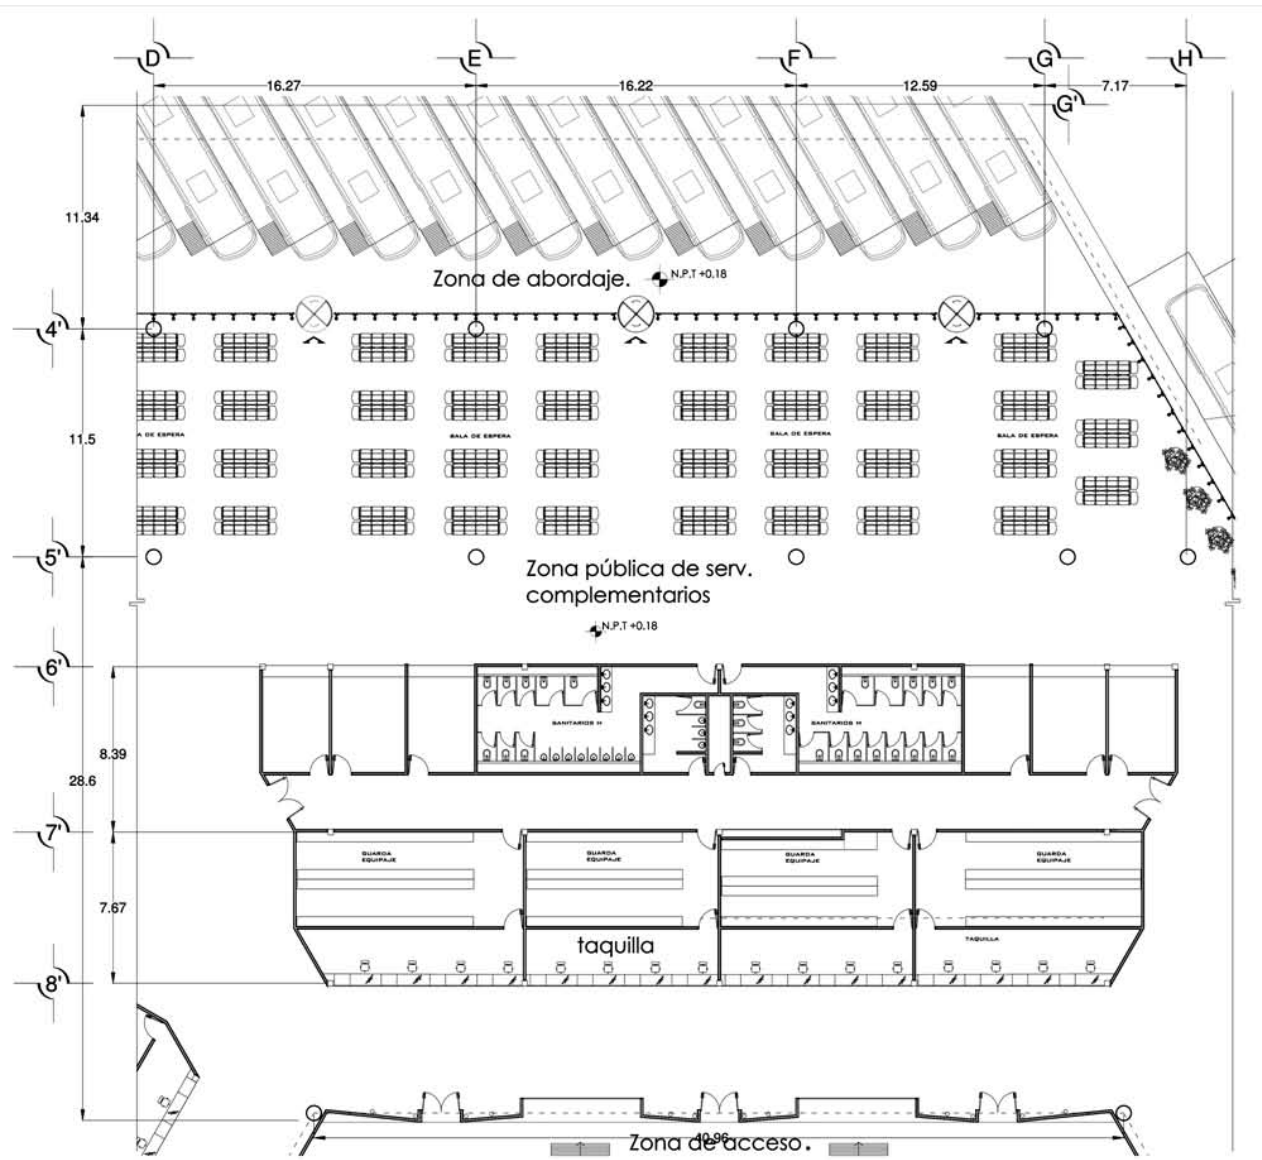 D E F G H
16.27 16.22 12.59 7.17
G'
11.34
Zona de abordaje. N.P.T +0.18
4'
11.5
A DE ESPERA SALA DE ESPERA SALA DE ESPERA SALA DE ESPERA
5'
Zona pública de serv.
complementarios
N.P.T +0.18
6'
SANITARIOS H SANITARIOS H
8.39
28.6
7'
GUARDA GUARDA GUARDA GUARDA
EQUIPAJE EQUIPAJE EQUIPAJE EQUIPAJE
7.67
taquilla TAQUILLA
8'
40.96
Zona de acceso.